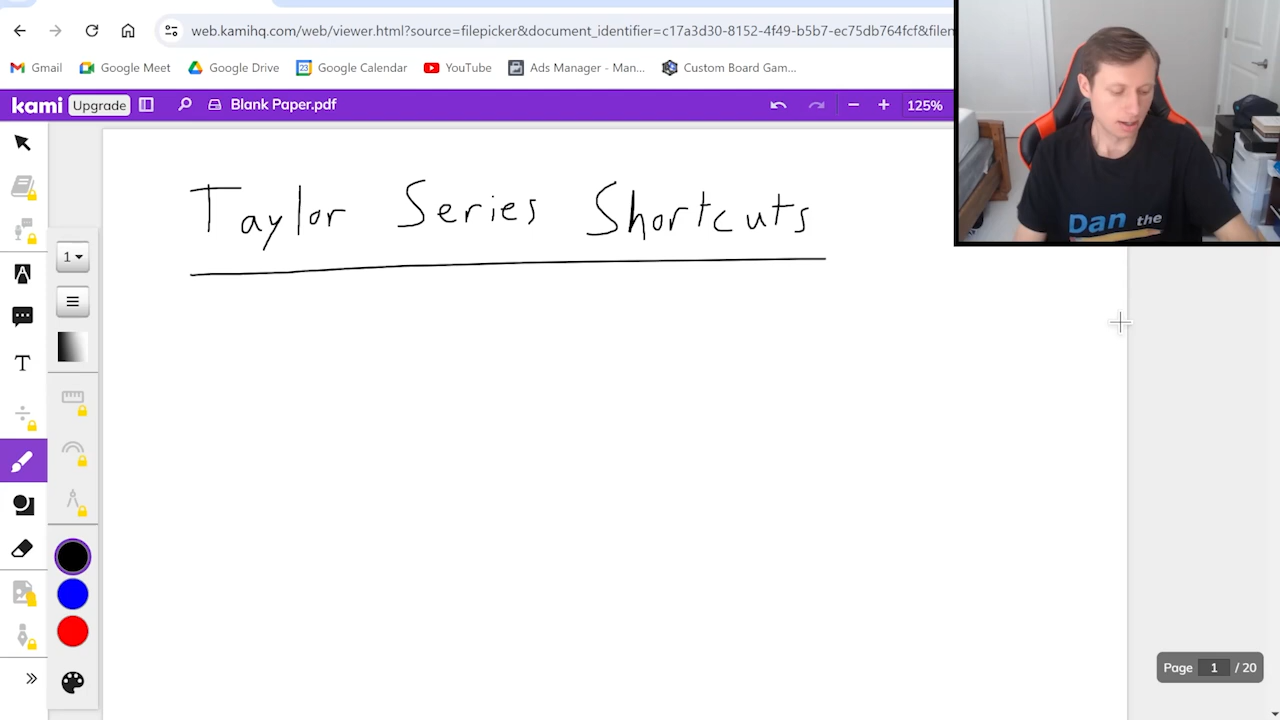 web.kamihq.com/web/viewer.html?source=filepicker&document_identifier=c17a3d30-8152-4f49-b5b7-ec75db764fcf&filen
Gmail Google Meet Google Drive 23 Google Calendar YouTube Ads Manager - Man... Custom Board Gam...
kami Upgrade Blank Paper.pdf 125%
Taylor Series Shortcuts
Dan the
1
T
Page 1 / 20